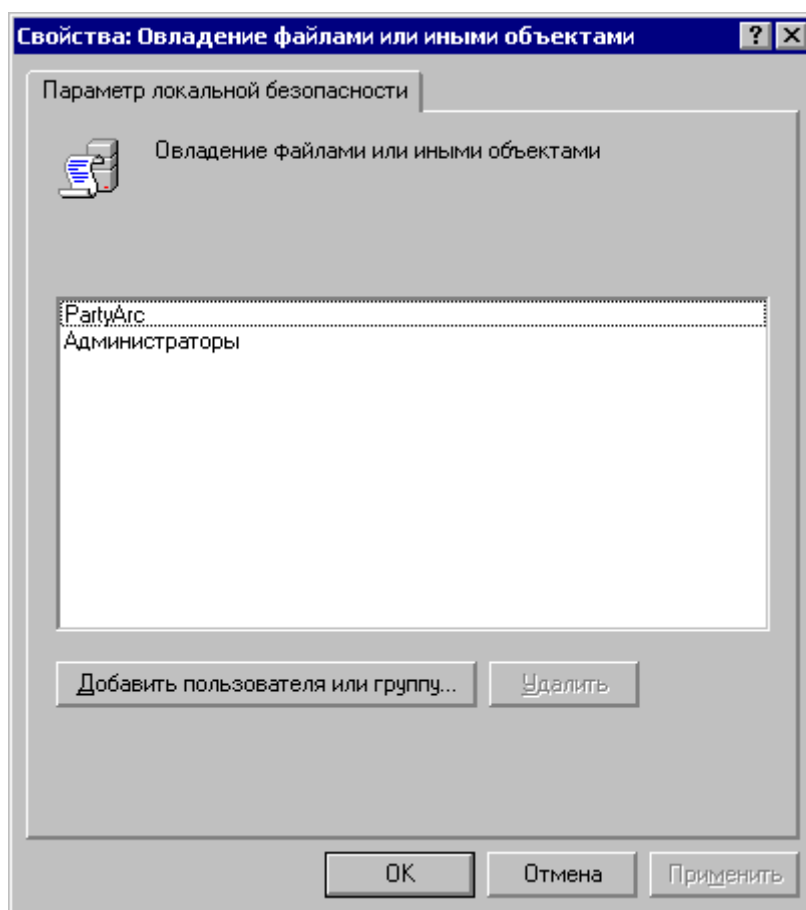 Свойства: Овладение файлами или иными объектами
Параметр локальной безопасности
Овладение файлами или иными объектами
PartyArc
Администраторы
Добавить пользователя или группу... Удалить
OK Отмена Применить